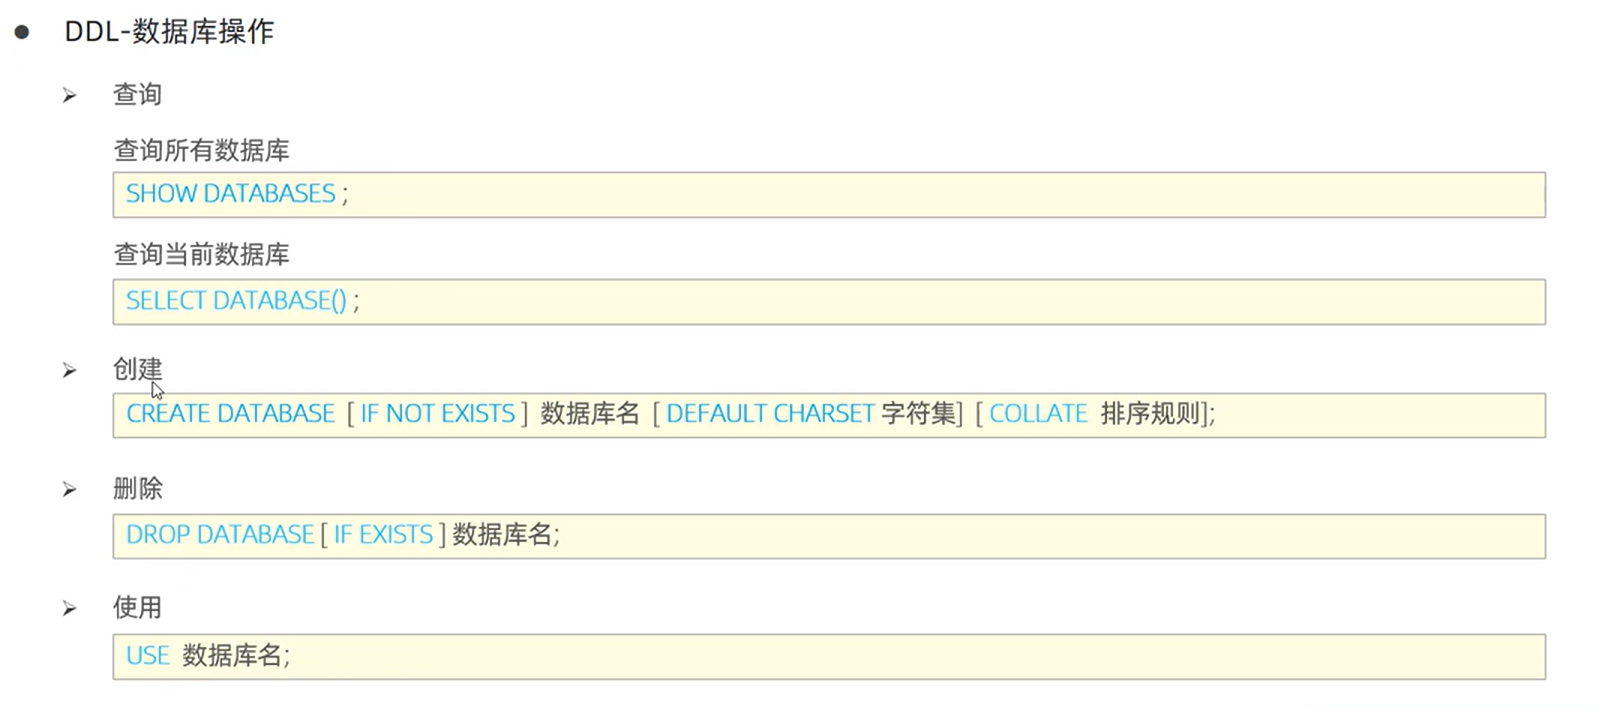 DDL-数据库操作
查询
查询所有数据库
SHOW DATABASES ;
查询当前数据库
SELECT DATABASE() ;
创建
CREATE DATABASE [ IF NOT EXISTS ] 数据库名 [ DEFAULT CHARSET 字符集] [ COLLATE 排序规则];
删除
DROP DATABASE [ IF EXISTS ] 数据库名;
使用
USE 数据库名;